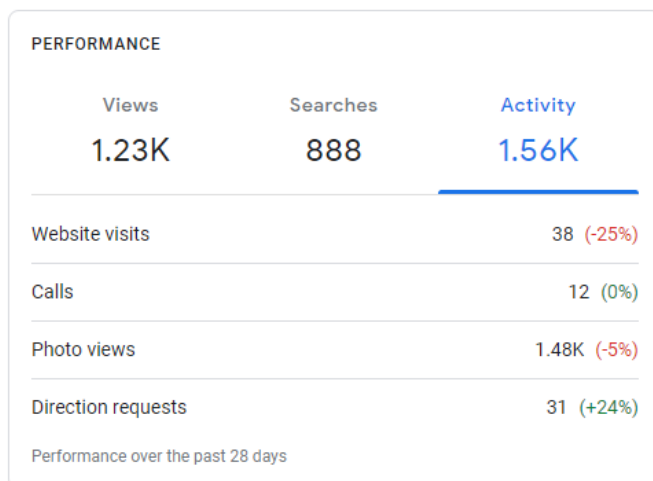 PERFORMANCE
Views Searches Activity
1.23K 888 1.56K
Website visits 38 (-25%)
Calls 12 (0%)
Photo views 1.48K (-5%)
Direction requests 31 (+24%)
Performance over the past 28 days